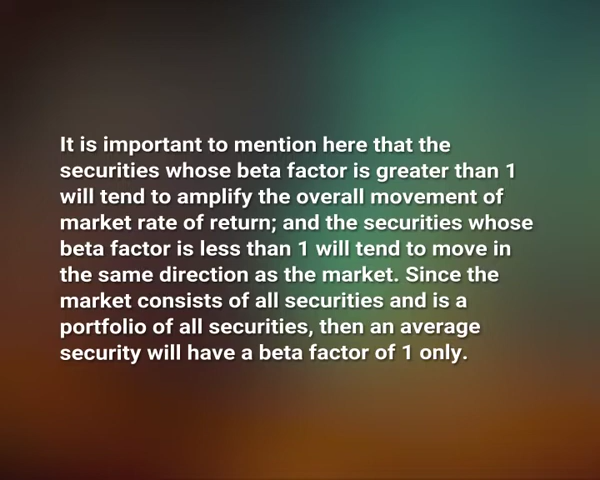 It is important to mention here that the
securities whose beta factor is greater than 1
will tend to amplify the overall movement of
market rate of return; and the securities whose
beta factor is less than 1 will tend to move in
the same direction as the market. Since the
market consists of all securities and is a
portfolio of all securities, then an average
security will have a beta factor of 1 only.